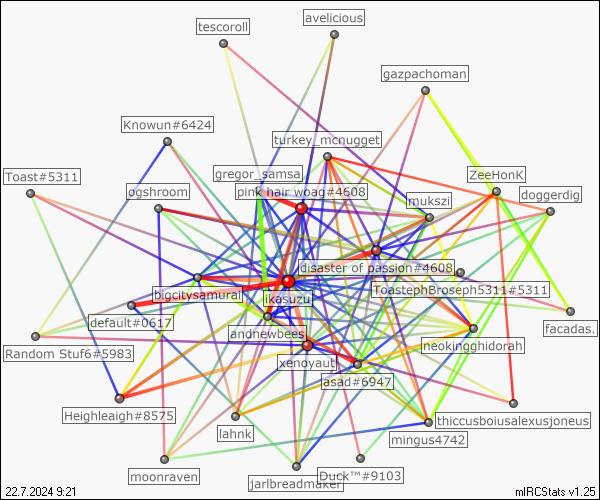 avelicious
tescoroll
gazpachoman
Knowun#6424
turkey_mcnugget
gregor_samsa
ZeeHonK
Toast#5311
ogshroom
pink hair woag#4608
mukszi
doggerdig
disaster of passion#4608
ToastephBroseph5311#5311
bigcitysamurai
ikesuzu
default#0617
andnewbees
facadas.
neokingghidorah
Random Stuf6#5983
xenoyaut
asad#6947
Heighleaigh#8575
thiccusboiusalexusjoneus
lahnk
mingus4742
moonraven
jarlbreadmaker
Duck™#9103
22.7.2024 9:21
mIRCStats v1.25